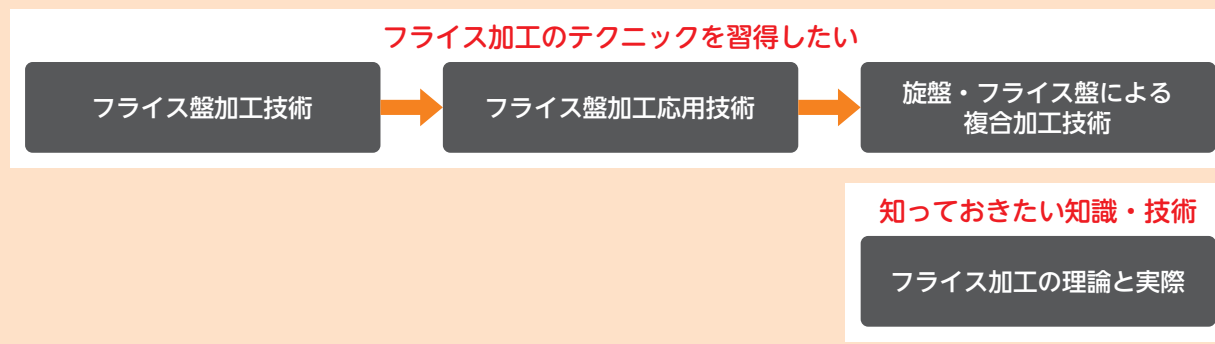 フライス加工のテクニックを習得したい
フライス盤加工技術
フライス盤加工応用技術
旋盤・フライス盤による
複合加工技術
知っておきたい知識・技術
フライス加工の理論と実際